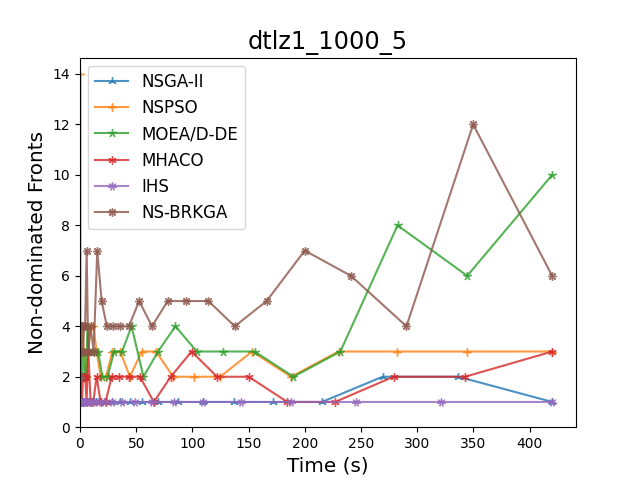 dtlz1_1000_5
Non-dominated Fronts
14
12
10
8
6
4
2
0
NSGA-II
NSPSO
MOEA/D-DE
MHACO
IHS
NS-BRKGA
0 50 100 150 200 250 300 350 400
Time (s)